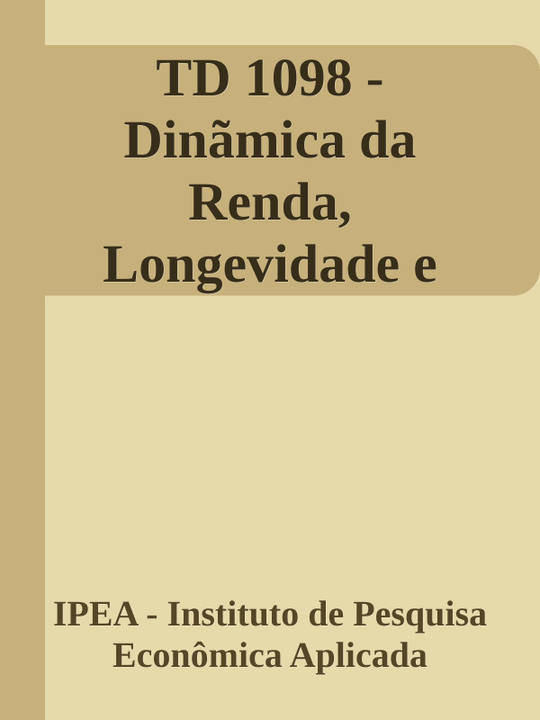 TD 1098 -
Dinãmica da
Renda,
Longevidade e
IPEA - Instituto de Pesquisa
Econômica Aplicada